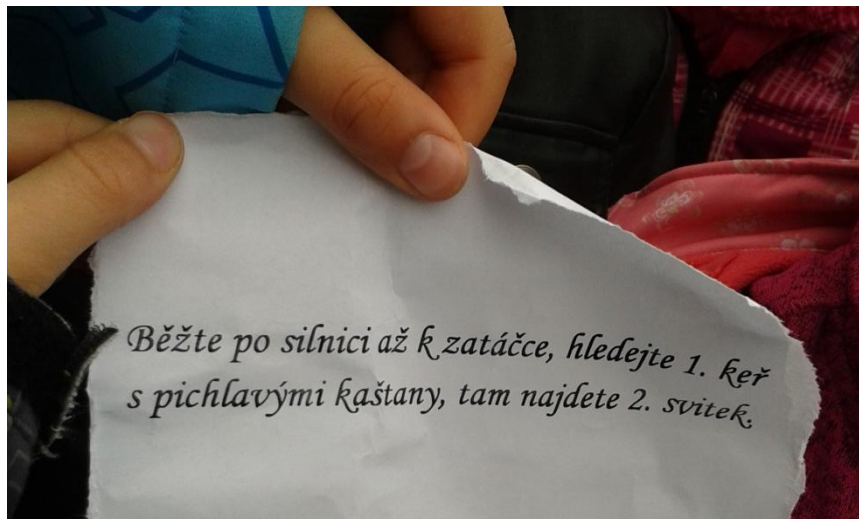 Běžte po silnici až k zatáčce, hledejte 1. keř
s pichlavými kaštany, tam najdete 2. svitek.